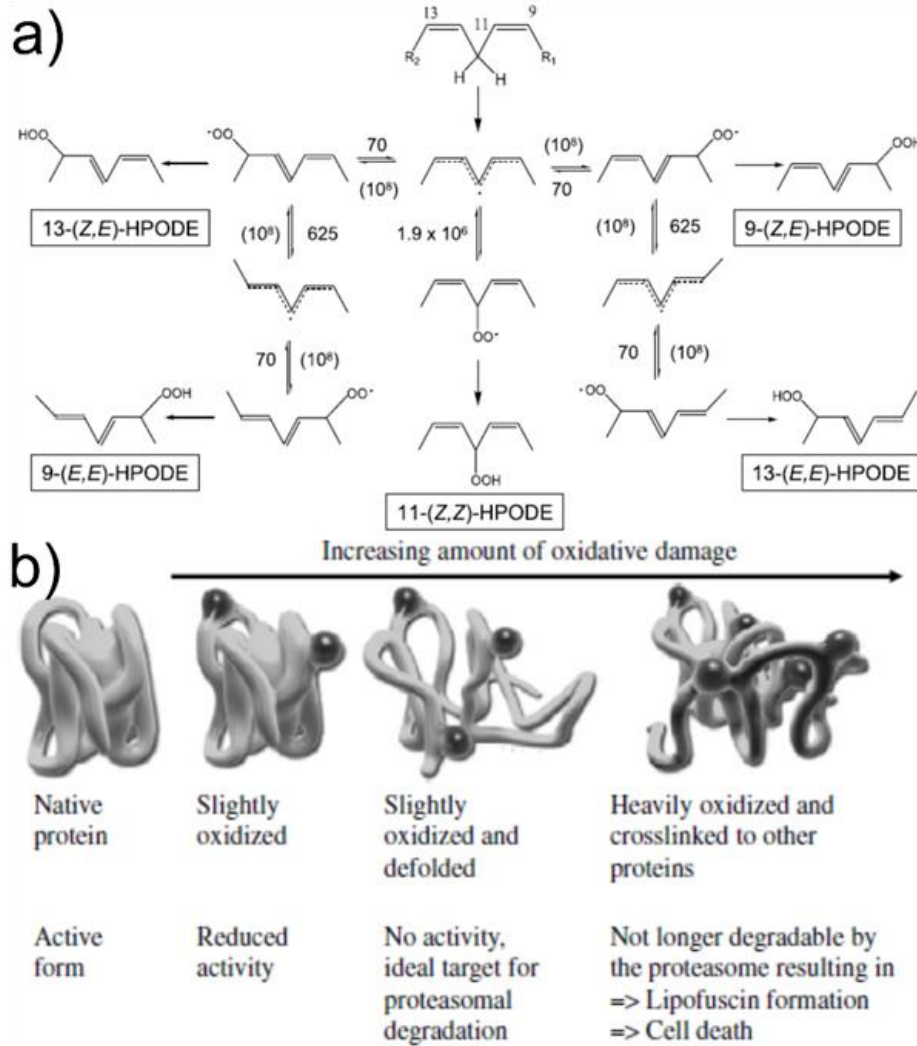 a)
13 11 9
R2 R1
H H
HOO
·OO
70
(10⁸)
(10⁸)
70
OO·
OOH
13-(Z,E)-HPODE
(10⁸) 625
1.9 x 10⁶
(10⁸) 625
9-(Z,E)-HPODE
OO·
70 (10⁸)
70 (10⁸)
OOH
OO·
·OO
HOO
9-(E,E)-HPODE
OOH
13-(E,E)-HPODE
11-(Z,Z)-HPODE
b)
Increasing amount of oxidative damage
Native
protein
Slightly
oxidized
Slightly
oxidized and
defolded
Heavily oxidized and
crosslinked to other
proteins
Active
form
Reduced
activity
No activity,
ideal target for
proteasomal
degradation
Not longer degradable by
the proteasome resulting in
=> Lipofuscin formation
=> Cell death